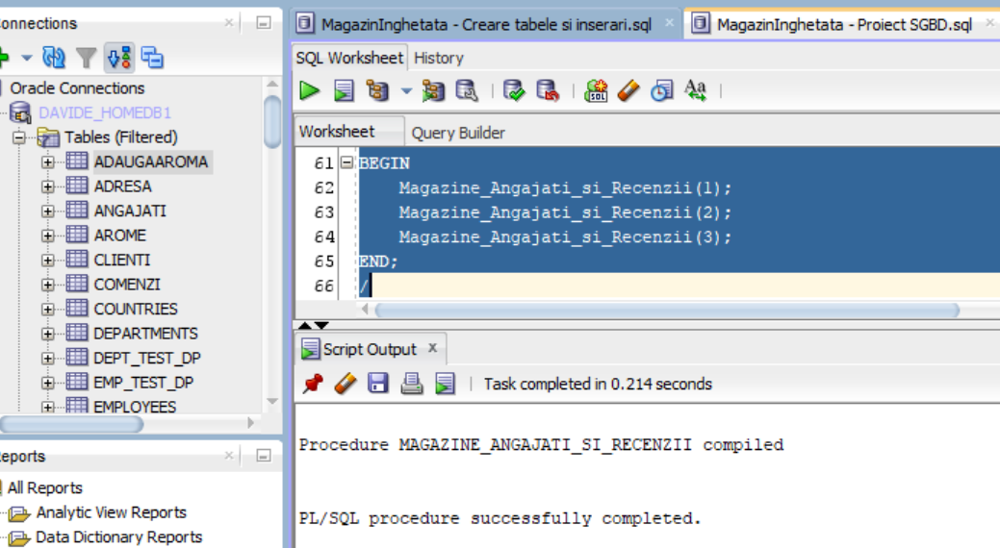 onnections
Oracle Connections
DAVIDE_HOMEDB1
Tables (Filtered)
ADAUGAAROMA
ADRESA
ANGAJATI
AROME
CLIENTI
COMENZI
COUNTRIES
DEPARTMENTS
DEPT_TEST_DP
EMP_TEST_DP
EMPLOYEES
eports
All Reports
Analytic View Reports
Data Dictionary Reports
MagazinInghetata - Creare tabele si inserari.sql
MagazinInghetata - Proiect SGBD.sql
SQL Worksheet History
SQL
Aa
Worksheet Query Builder
61 BEGIN
62 Magazine_Angajati_si_Recenzii(1);
63 Magazine_Angajati_si_Recenzii(2);
64 Magazine_Angajati_si_Recenzii(3);
65 END;
66 /
Script Output x
Task completed in 0.214 seconds
Procedure MAGAZINE_ANGAJATI_SI_RECENZII compiled
PL/SQL procedure successfully completed.